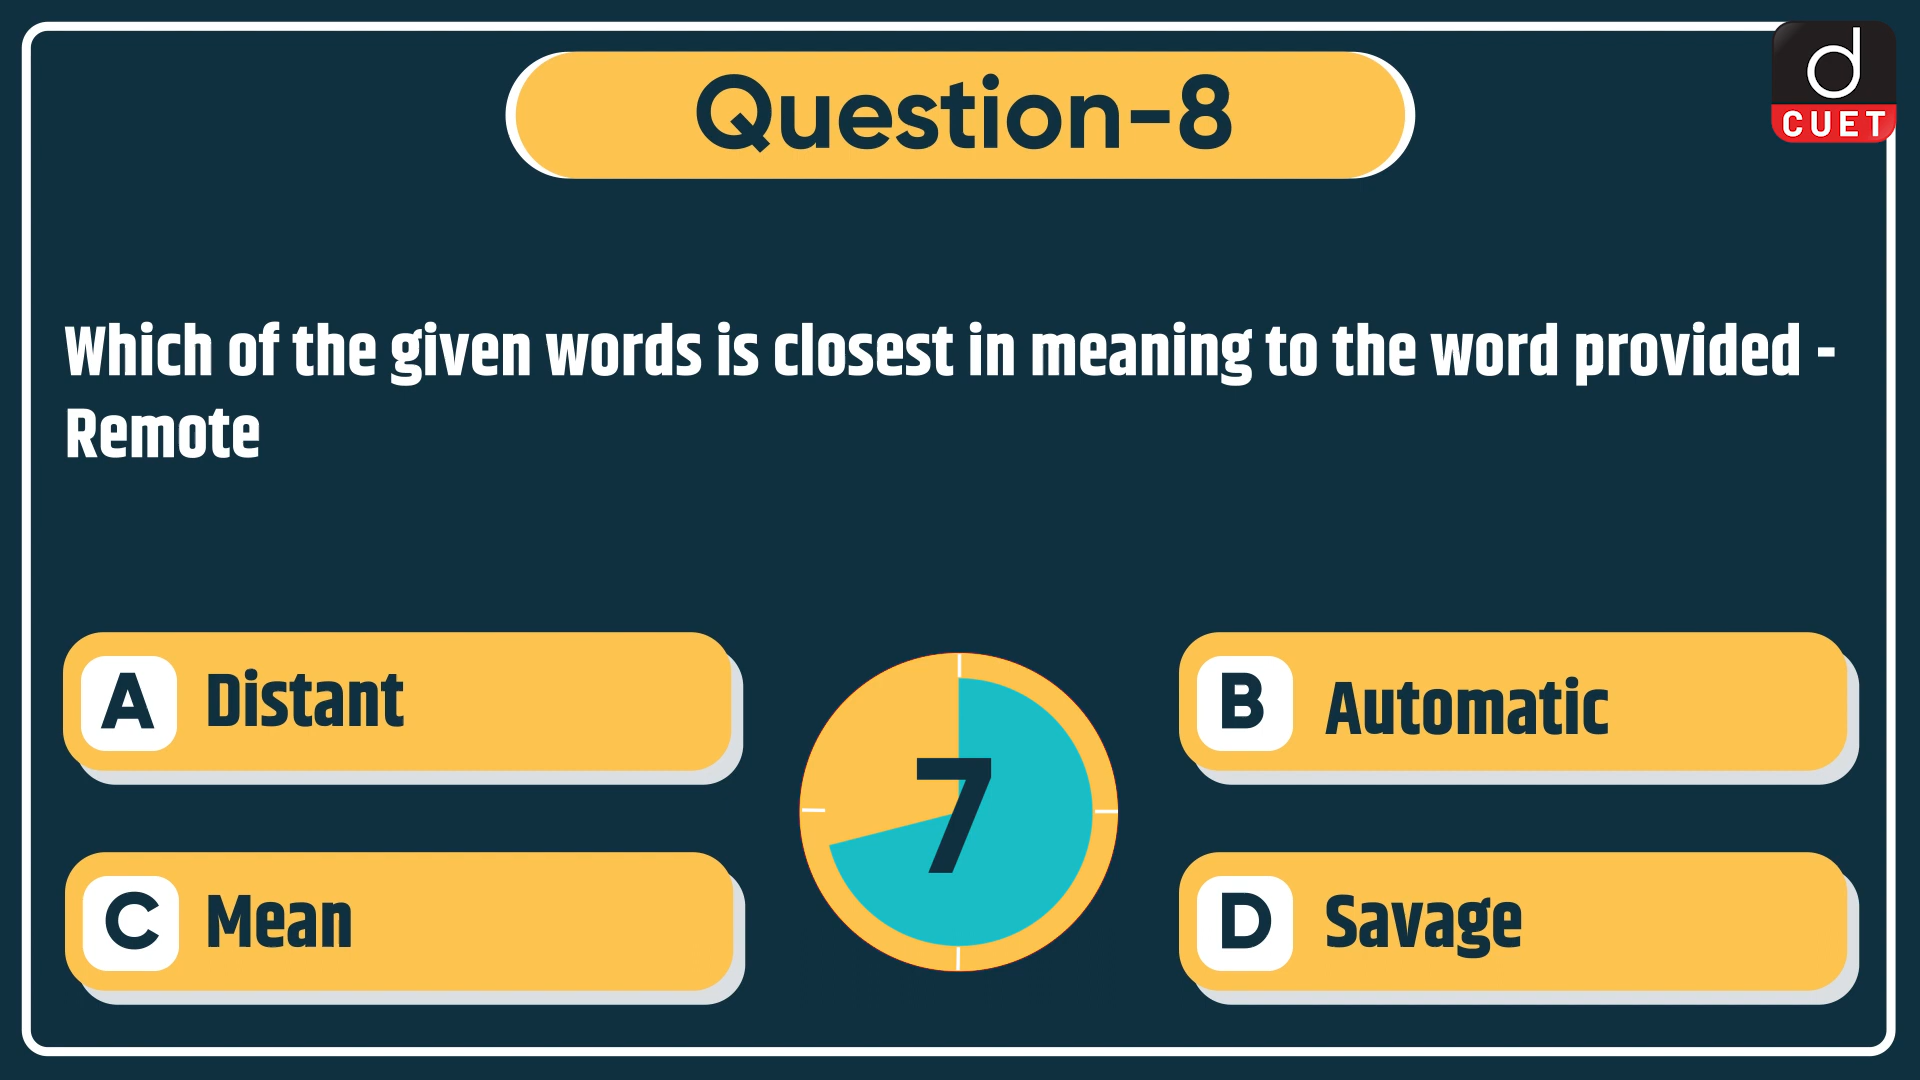 Question-8
d
CUET
Which of the given words is closest in meaning to the word provided -
Remote
A Distant
B Automatic
7
C Mean
D Savage